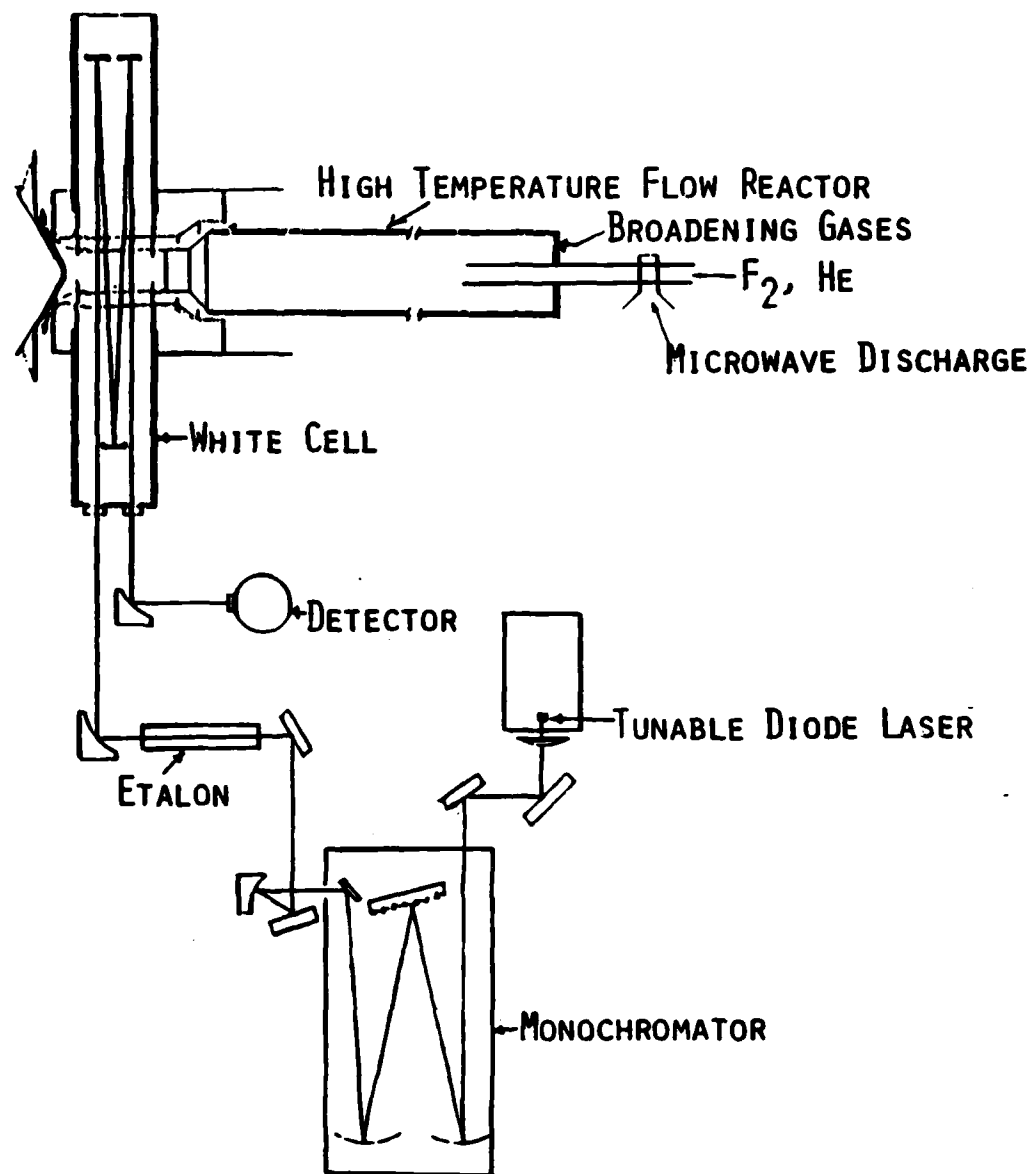 HIGH TEMPERATURE FLOW REACTOR
BROADENING GASES
F2, HE
MICROWAVE DISCHARGE
WHITE CELL
DETECTOR
TUNABLE DIODE LASER
ETALON
MONOCHROMATOR